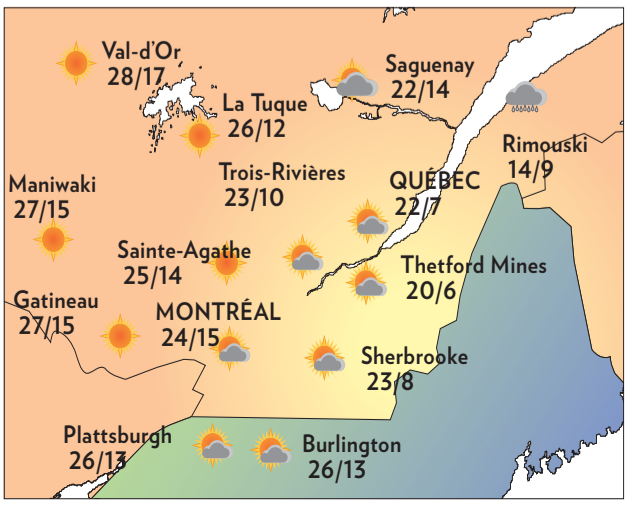 Val-d'Or
28/17
Saguenay
22/14
La Tuque
26/12
Rimouski
14/9
Trois-Rivières
23/10
QUÉBEC
22/7
Maniwaki
27/15
Sainte-Agathe
25/14
Thetford Mines
20/6
Gatineau
27/15
MONTRÉAL
24/15
Sherbrooke
23/8
Plattsburgh
26/13
Burlington
26/13